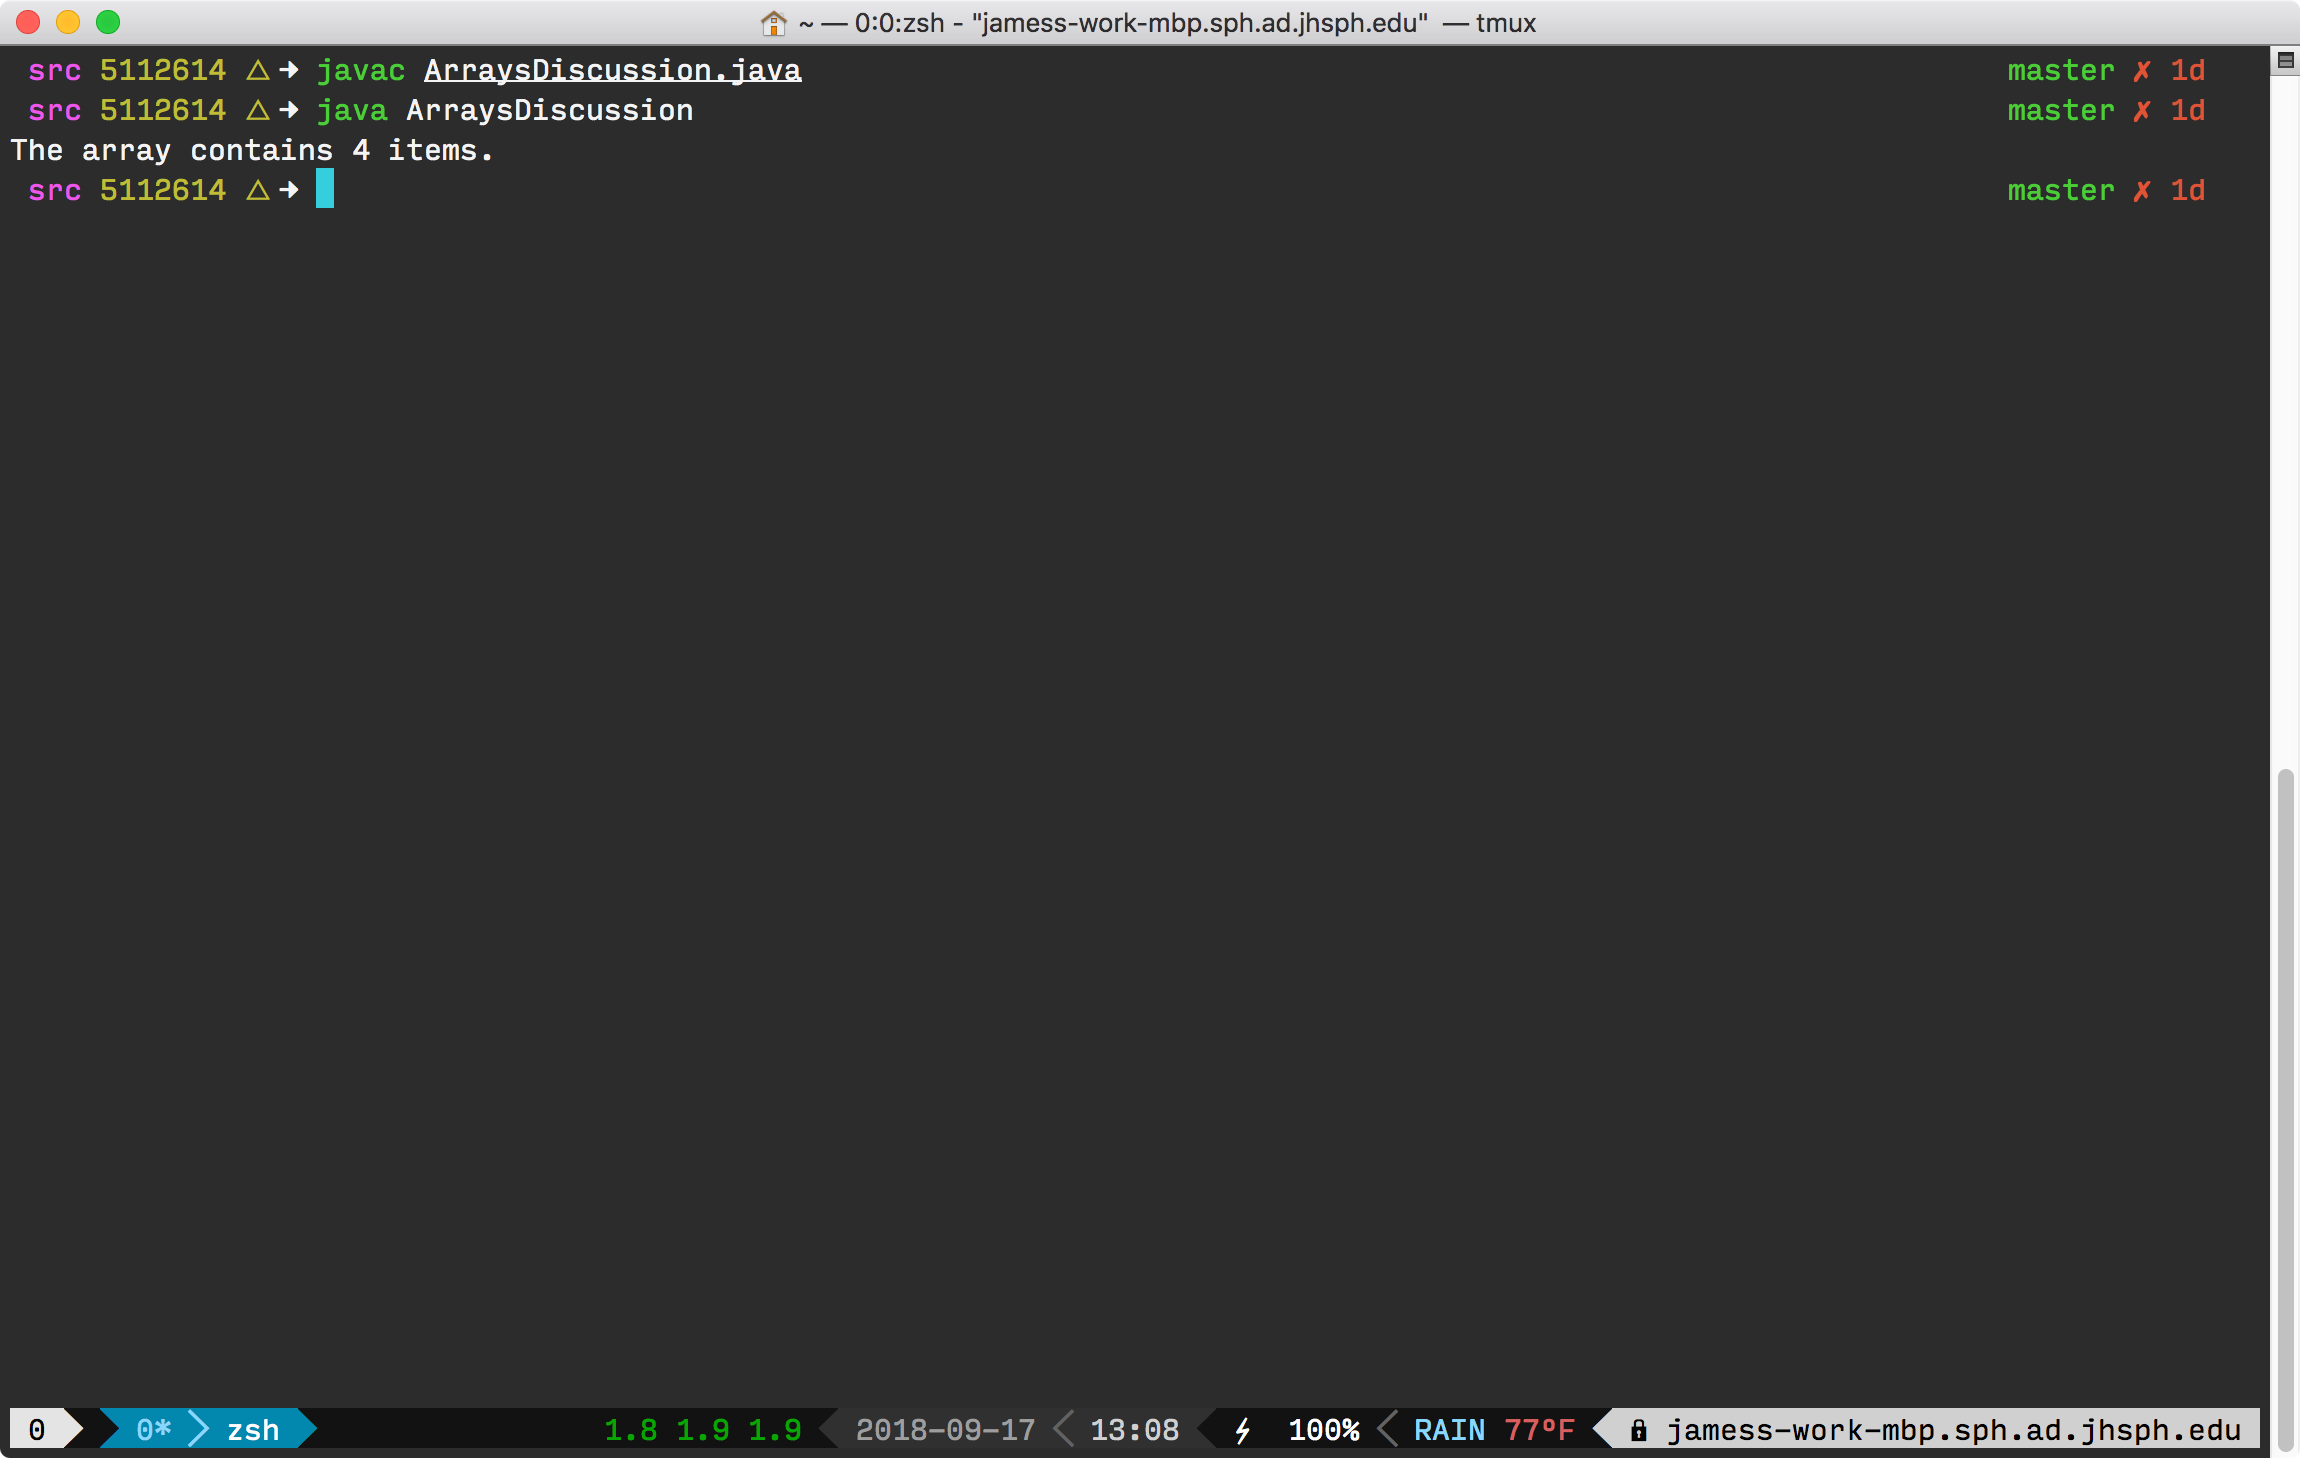 ~ — 0:0:zsh - "jamess-work-mbp.sph.ad.jhsph.edu" — tmux
src 5112614 △➜ javac ArraysDiscussion.java master ✗ 1d
src 5112614 △➜ java ArraysDiscussion master ✗ 1d
The array contains 4 items.
src 5112614 △➜ master ✗ 1d
0 0* zsh 1.8 1.9 1.9 2018-09-17 13:08 ⚡ 100% RAIN 77ºF jamess-work-mbp.sph.ad.jhsph.edu